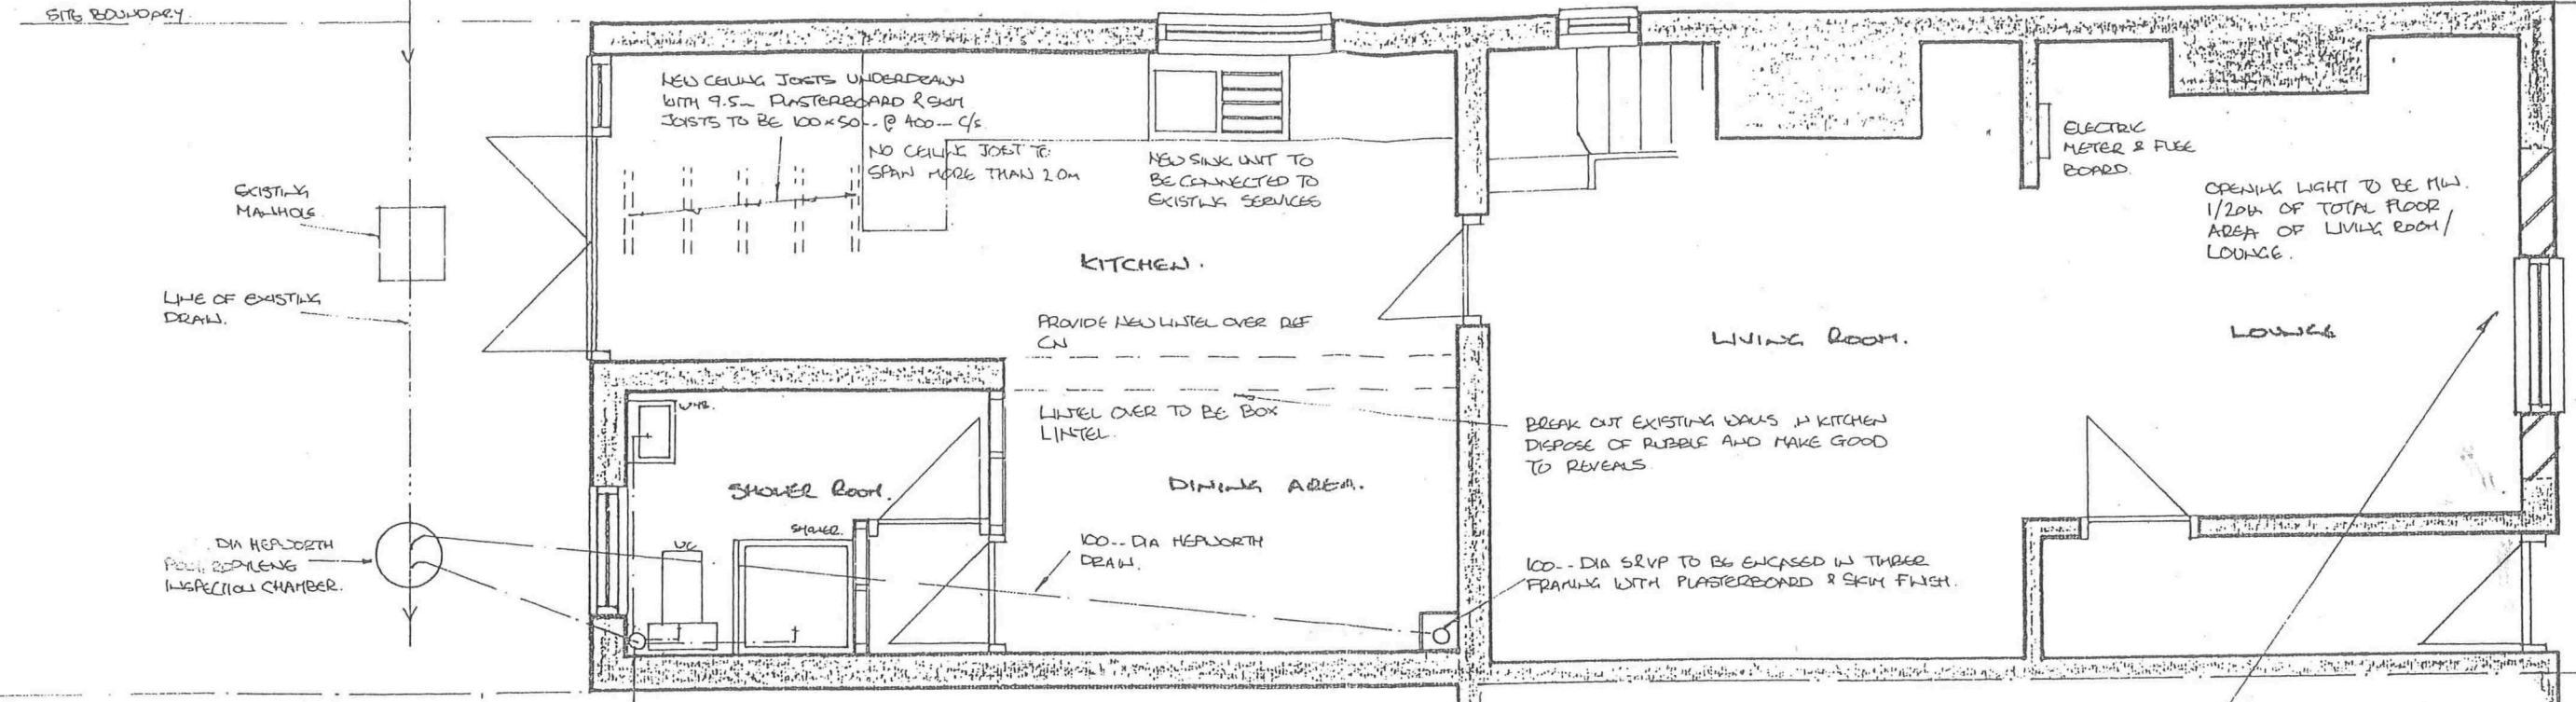 SITE BOUNDARY.
NEW CEILING JOISTS UNDERDRAWN
WITH 9.5mm PLASTERBOARD & SKIM
JOISTS TO BE 100x50mm @ 400mm C/S
NO CEILING JOIST TO
SPAN MORE THAN 2.0m
NEW SINK UNIT TO
BE CONNECTED TO
EXISTING SERVICES
ELECTRIC
METER & FUSE
BOARD.
OPENING LIGHT TO BE MIN.
1/20th OF TOTAL FLOOR
AREA OF LIVING ROOM/
LOUNGE.
EXISTING
MANHOLE
LINE OF EXISTING
DRAIN.
KITCHEN.
PROVIDE NEW LINTEL OVER REF
CN
LIVING ROOM.
LOUNGE
WHB.
LINTEL OVER TO BE BOX
LINTEL.
BREAK OUT EXISTING WALLS IN KITCHEN
DISPOSE OF RUBBLE AND MAKE GOOD
TO REVEALS
SHOWER ROOM.
DINING AREA.
SHOWER.
WC
DIA HEPWORTH
POLYPROPYLENE
INSPECTION CHAMBER.
100mm DIA HEPWORTH
DRAIN.
100mm DIA S&VP TO BE ENCASED IN TIMBER
FRAMING WITH PLASTERBOARD & SKIM FINISH.